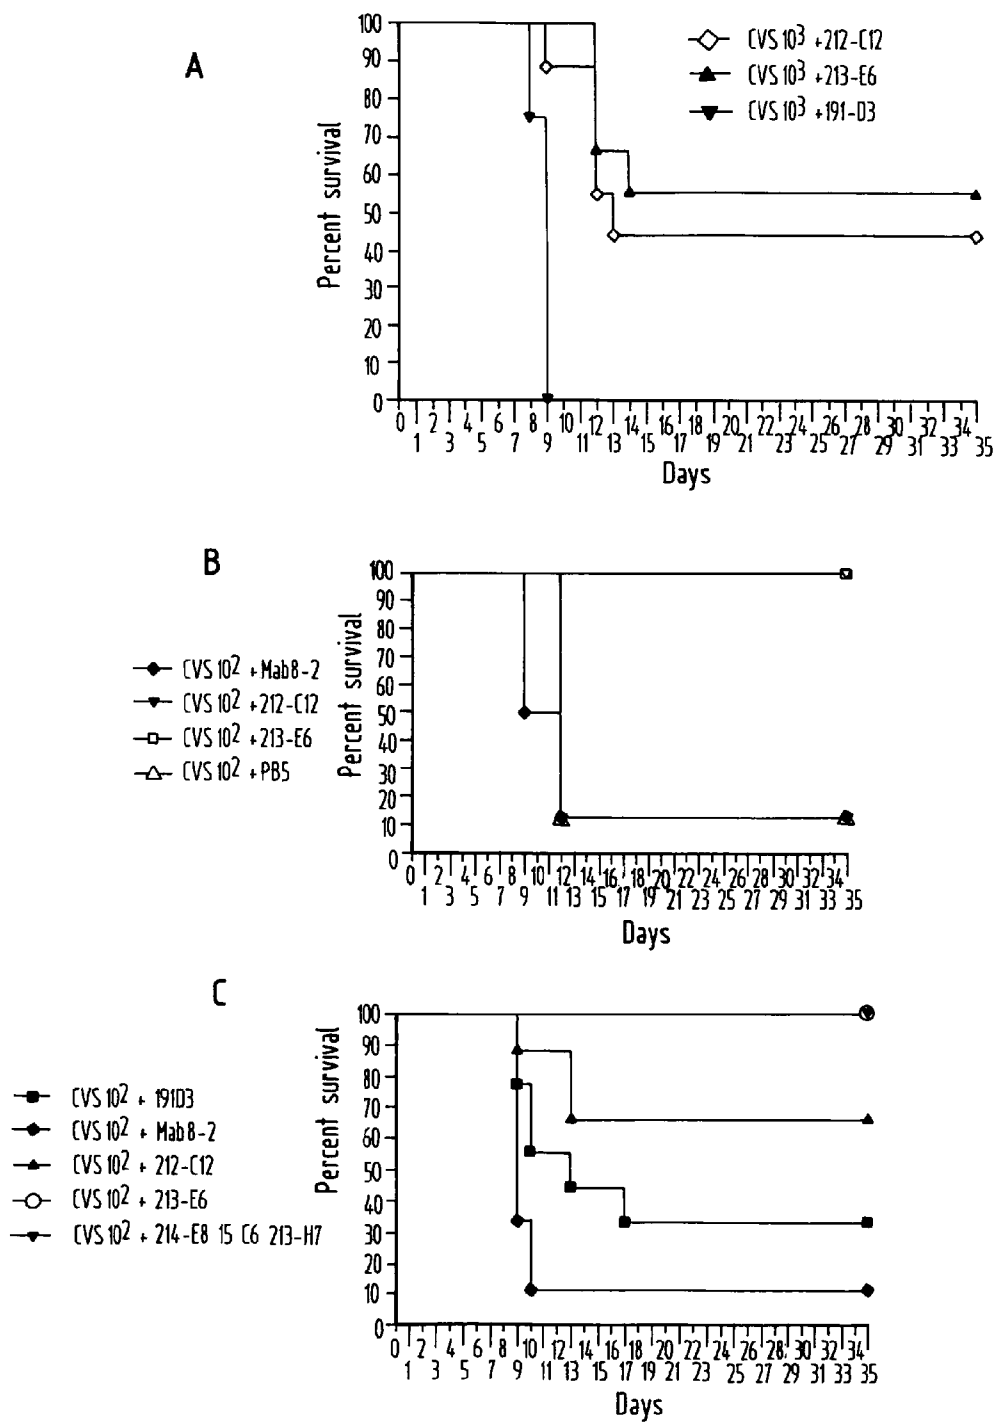 A
CVS 10³ + 212-C12
CVS 10³ + 213-E6
CVS 10³ + 191-D3
Percent survival
100
90
80
70
60
50
40
30
20
10
0
0 2 4 6 8 10 12 14 16 18 20 22 24 26 28 30 32 34
1 3 5 7 9 11 13 15 17 19 21 23 25 27 29 31 33 35
Days
B
CVS 10² + Mab8-2
CVS 10² + 212-C12
CVS 10² + 213-E6
CVS 10² + PBS
Percent survival
100
90
80
70
60
50
40
30
20
10
0
0 2 4 6 8 10 12 14 16 18 20 22 24 26 28 30 32 34
1 3 5 7 9 11 13 15 17 19 21 23 25 27 29 31 33 35
Days
C
CVS 10² + 191D3
CVS 10² + Mab8-2
CVS 10² + 212-C12
CVS 10² + 213-E6
CVS 10² + 214-E8 15 C6 213-H7
Percent survival
100
90
80
70
60
50
40
30
20
10
0
0 2 4 6 8 10 12 14 16 18 20 22 24 26 28 30 32 34
1 3 5 7 9 11 13 15 17 19 21 23 25 27 29 31 33 35
Days